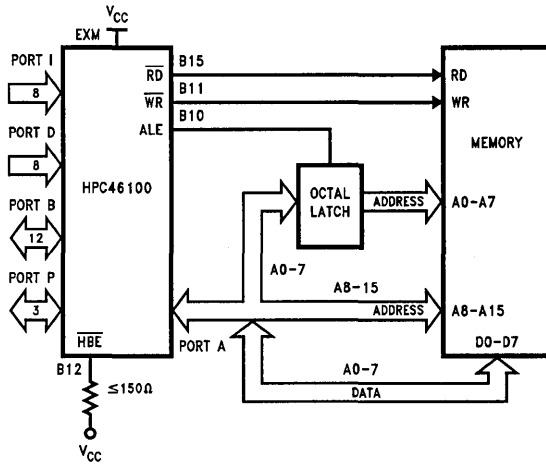 VCC
EXM
PORT I
8
PORT D
8
PORT B
12
PORT P
3
HPC46100
RD
WR
ALE
HBE
B15
B11
B10
OCTAL
LATCH
ADDRESS
A0-7
A8-15
ADDRESS
PORT A
A0-7
DATA
RD
WR
MEMORY
A0-A7
A8-A15
D0-D7
B12
≤150Ω
VCC